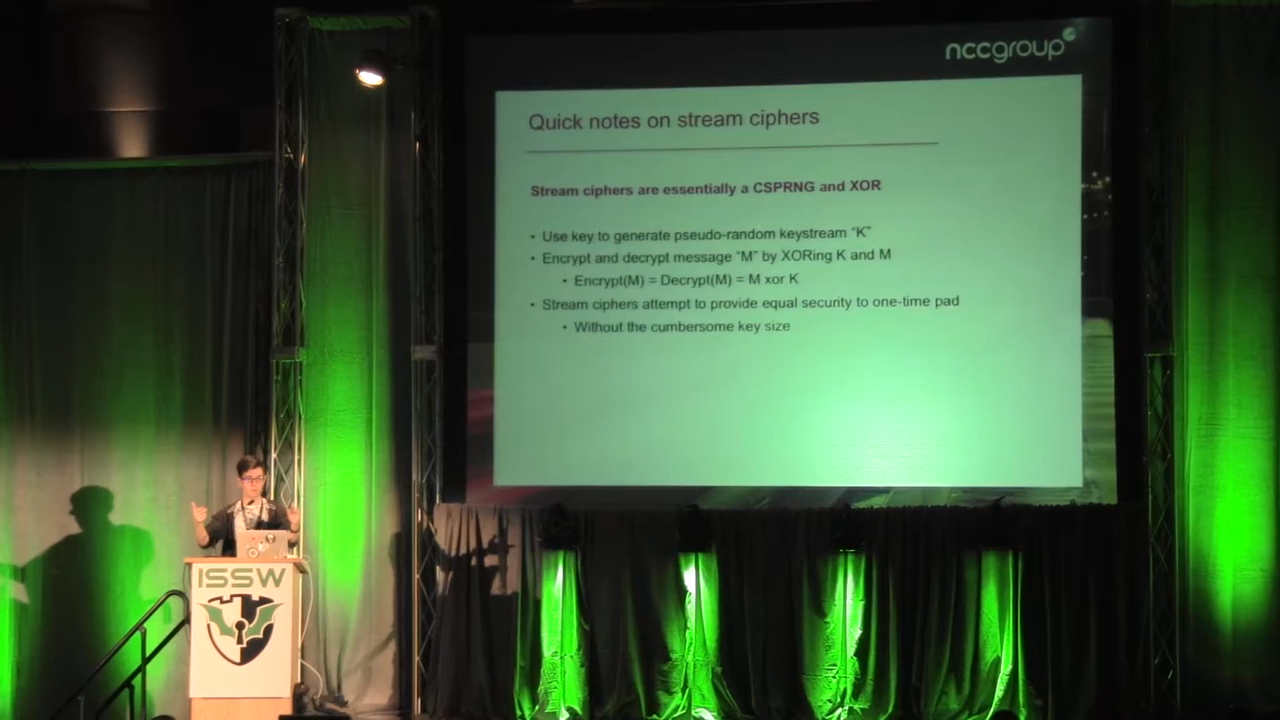 nccgroup
Quick notes on stream ciphers
Stream ciphers are essentially a CSPRNG and XOR
• Use key to generate pseudo-random keystream “K”
• Encrypt and decrypt message “M” by XORing K and M
• Encrypt(M) = Decrypt(M) = M xor K
• Stream ciphers attempt to provide equal security to one-time pad
• Without the cumbersome key size
ISSW